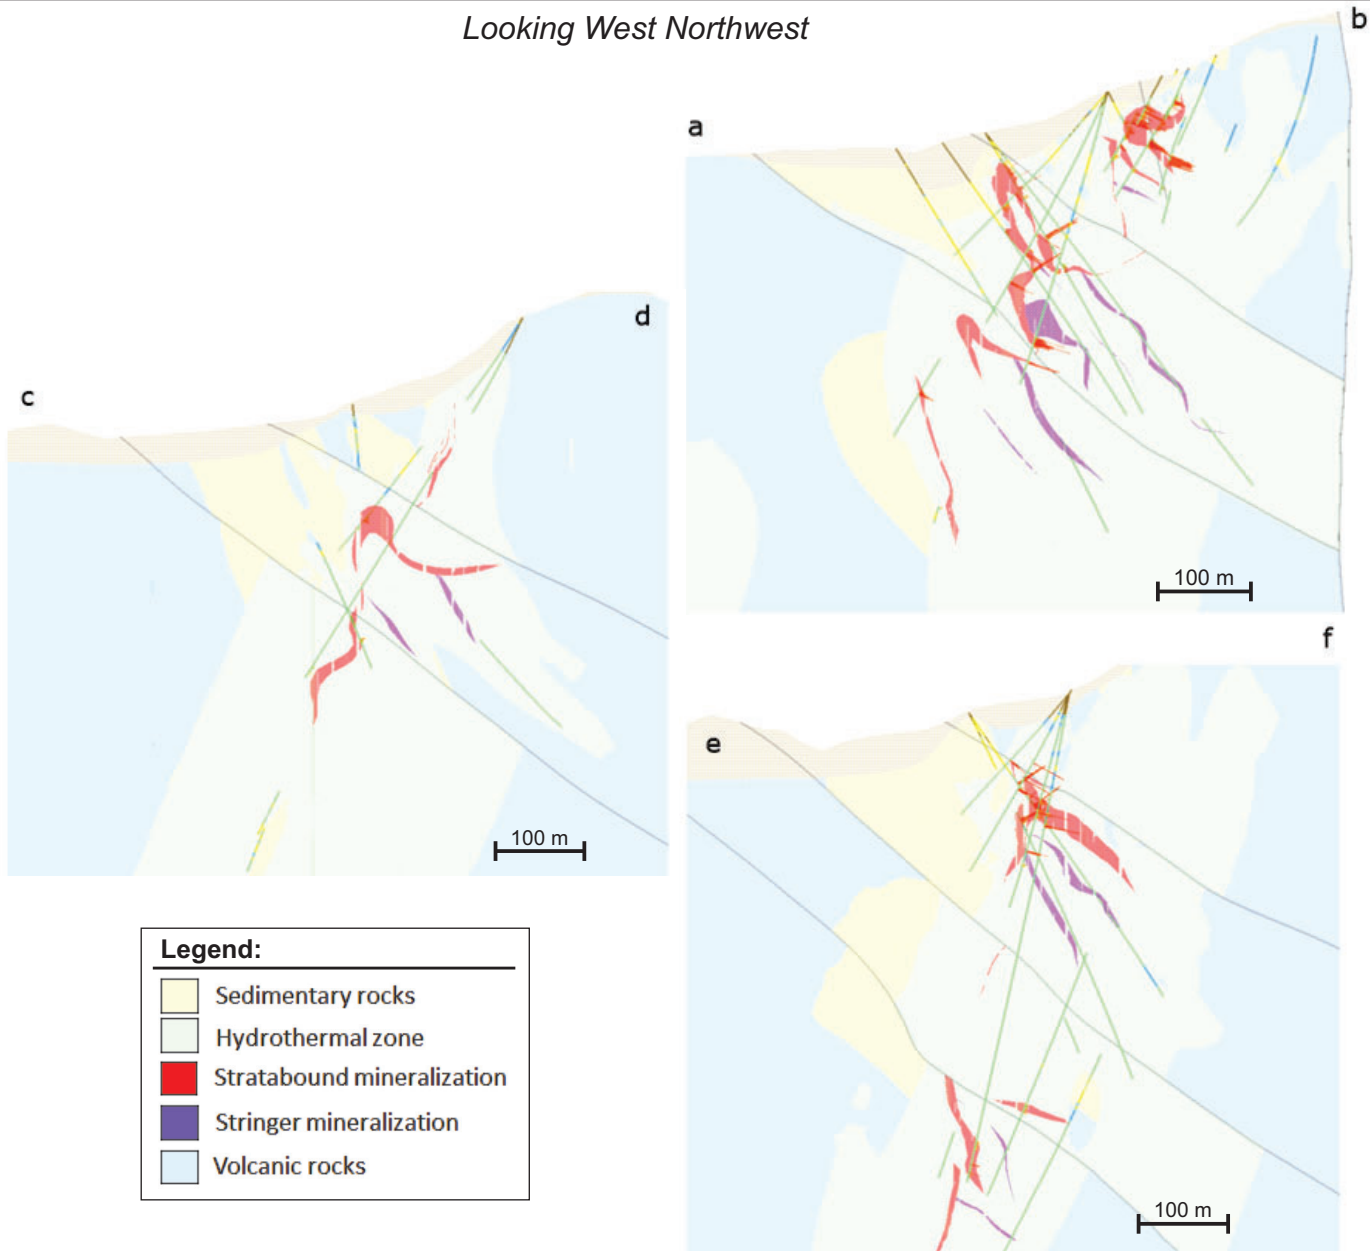 Looking West Northwest
b
a
d
c
100 m
f
e
100 m
Legend:
Sedimentary rocks
Hydrothermal zone
Stratabound mineralization
Stringer mineralization
Volcanic rocks
100 m